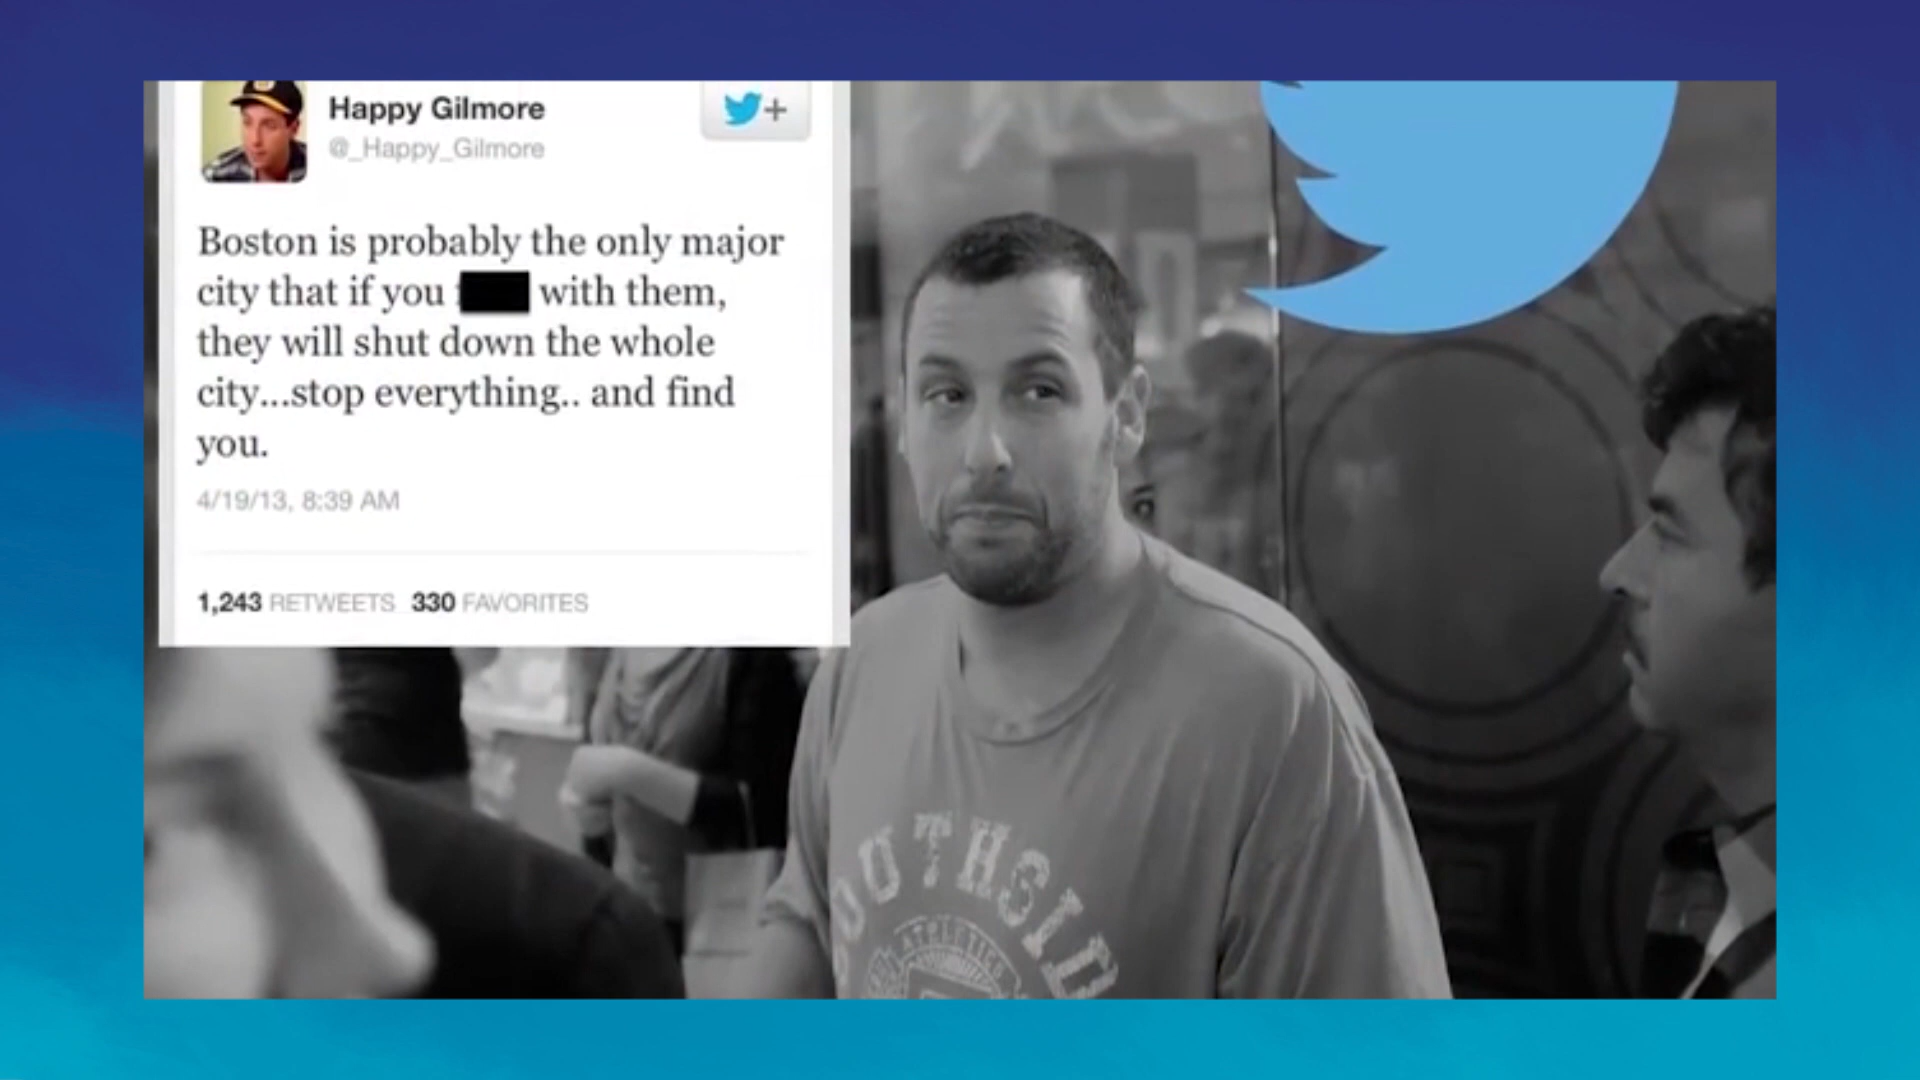 Happy Gilmore
@_Happy_Gilmore
Boston is probably the only major
city that if you with them,
they will shut down the whole
city...stop everything.. and find
you.
4/19/13, 8:39 AM
1,243 RETWEETS 330 FAVORITES
SOUTHSIDE
ATHLETICS